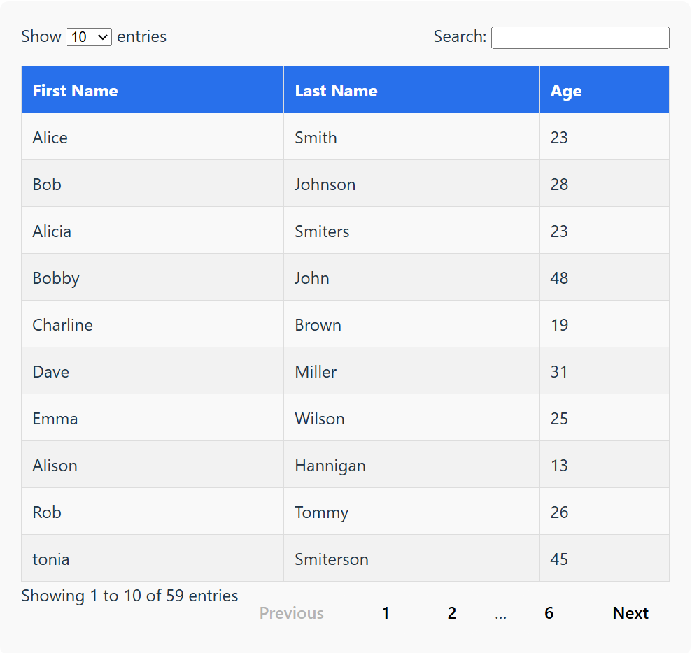 Show 10 entries Search:
First Name Last Name Age
Alice Smith 23
Bob Johnson 28
Alicia Smiters 23
Bobby John 48
Charline Brown 19
Dave Miller 31
Emma Wilson 25
Alison Hannigan 13
Rob Tommy 26
tonia Smiterson 45
Showing 1 to 10 of 59 entries
Previous 1 2 ... 6 Next